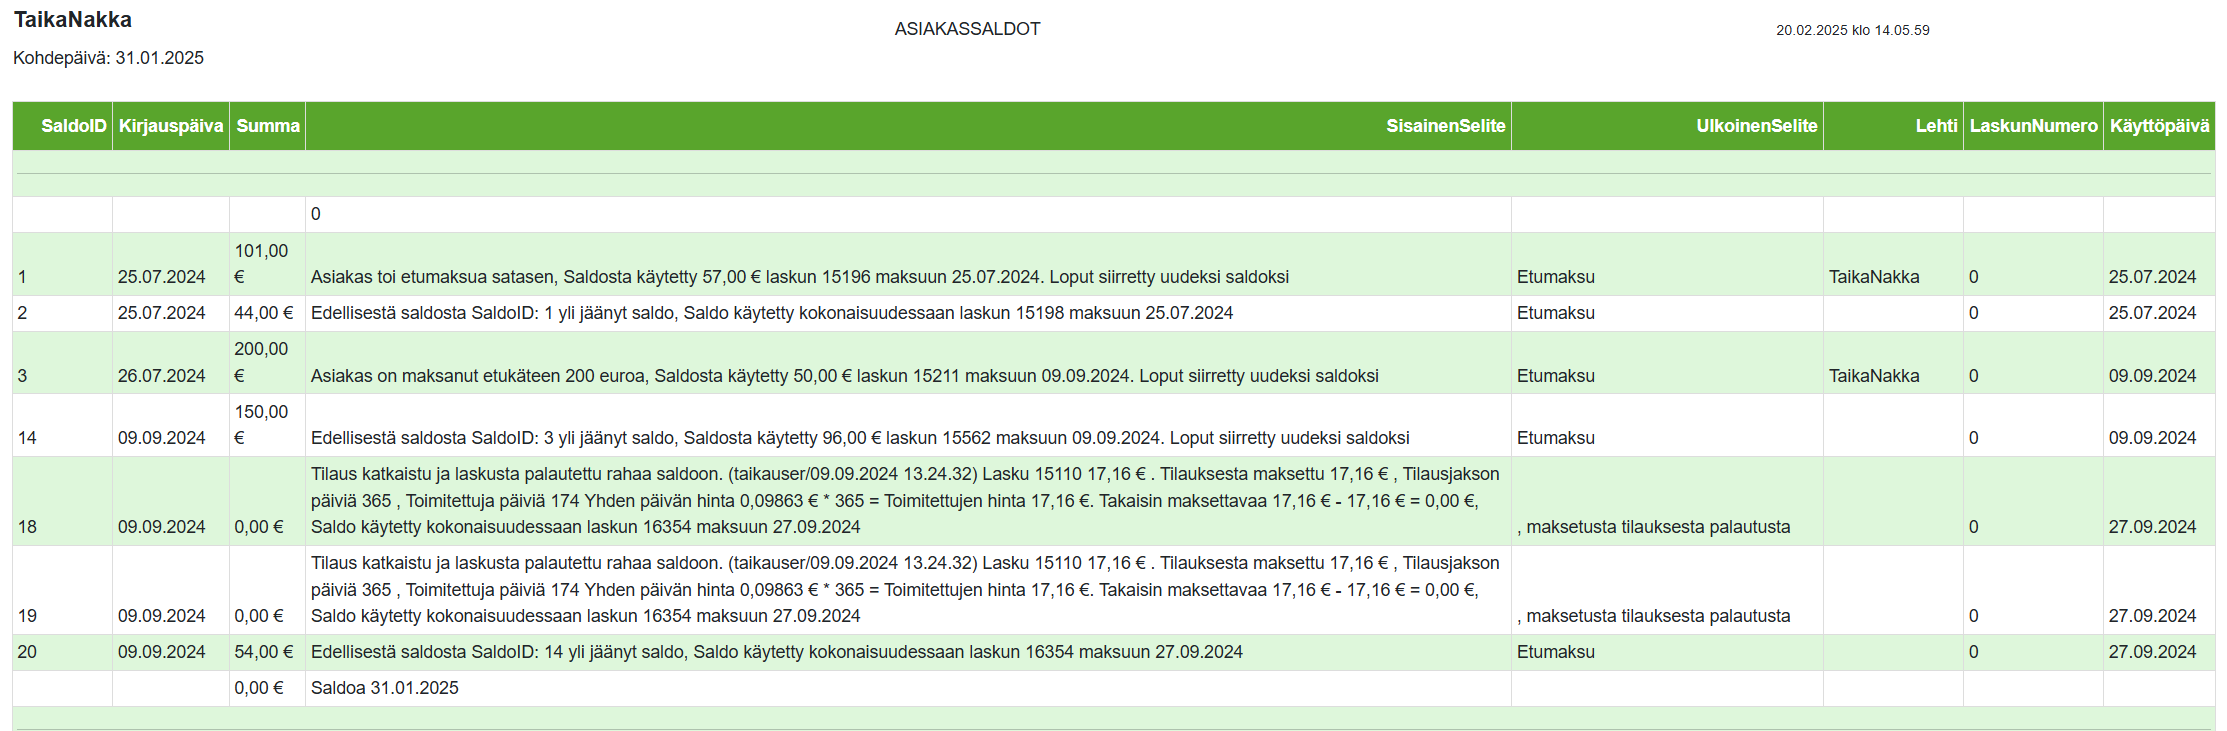 TaikaNakka
ASIAKASSALDOT
20.02.2025 klo 14.05.59
Kohdepäivä: 31.01.2025
SaldoID Kirjauspäiva Summa SisainenSelite UlkoinenSelite Lehti LaskunNumero Käyttöpäivä
0
101,00
1 25.07.2024 € Asiakas toi etumaksua satasen, Saldosta käytetty 57,00 € laskun 15196 maksuun 25.07.2024. Loput siirretty uudeksi saldoksi Etumaksu TaikaNakka 0 25.07.2024
2 25.07.2024 44,00 € Edellisestä saldosta SaldoID: 1 yli jäänyt saldo, Saldo käytetty kokonaisuudessaan laskun 15198 maksuun 25.07.2024 Etumaksu 0 25.07.2024
200,00
3 26.07.2024 € Asiakas on maksanut etukäteen 200 euroa, Saldosta käytetty 50,00 € laskun 15211 maksuun 09.09.2024. Loput siirretty uudeksi saldoksi Etumaksu TaikaNakka 0 09.09.2024
150,00
14 09.09.2024 € Edellisestä saldosta SaldoID: 3 yli jäänyt saldo, Saldosta käytetty 96,00 € laskun 15562 maksuun 09.09.2024. Loput siirretty uudeksi saldoksi Etumaksu 0 09.09.2024
Tilaus katkaistu ja laskusta palautettu rahaa saldoon. (taikauser/09.09.2024 13.24.32) Lasku 15110 17,16 € . Tilauksesta maksettu 17,16 € , Tilausjakson
päiviä 365 , Toimitettuja päiviä 174 Yhden päivän hinta 0,09863 € * 365 = Toimitettujen hinta 17,16 €. Takaisin maksettavaa 17,16 € - 17,16 € = 0,00 €,
18 09.09.2024 0,00 € Saldo käytetty kokonaisuudessaan laskun 16354 maksuun 27.09.2024 , maksetusta tilauksesta palautusta 0 27.09.2024
Tilaus katkaistu ja laskusta palautettu rahaa saldoon. (taikauser/09.09.2024 13.24.32) Lasku 15110 17,16 € . Tilauksesta maksettu 17,16 € , Tilausjakson
päiviä 365 , Toimitettuja päiviä 174 Yhden päivän hinta 0,09863 € * 365 = Toimitettujen hinta 17,16 €. Takaisin maksettavaa 17,16 € - 17,16 € = 0,00 €,
19 09.09.2024 0,00 € Saldo käytetty kokonaisuudessaan laskun 16354 maksuun 27.09.2024 , maksetusta tilauksesta palautusta 0 27.09.2024
20 09.09.2024 54,00 € Edellisestä saldosta SaldoID: 14 yli jäänyt saldo, Saldo käytetty kokonaisuudessaan laskun 16354 maksuun 27.09.2024 Etumaksu 0 27.09.2024
0,00 € Saldoa 31.01.2025